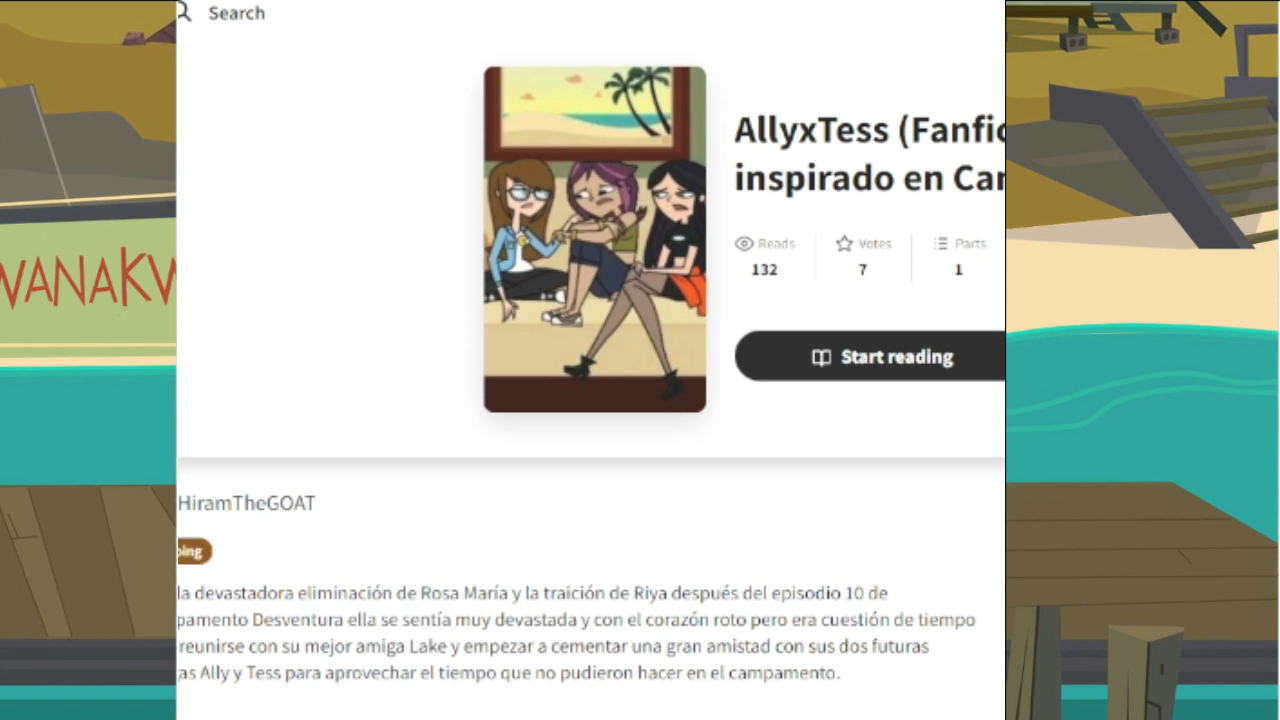 Search
AllyxTess (Fanfic
inspirado en Car
Reads
132
Votes
7
Parts
1
Start reading
HiramTheGOAT
la devastadora eliminación de Rosa María y la traición de Riya después del episodio 10 de
pamento Desventura ella se sentía muy devastada y con el corazón roto pero era cuestión de tiempo
reunirse con su mejor amiga Lake y empezar a cementar una gran amistad con sus dos futuras
as Ally y Tess para aprovechar el tiempo que no pudieron hacer en el campamento.
WANAKW